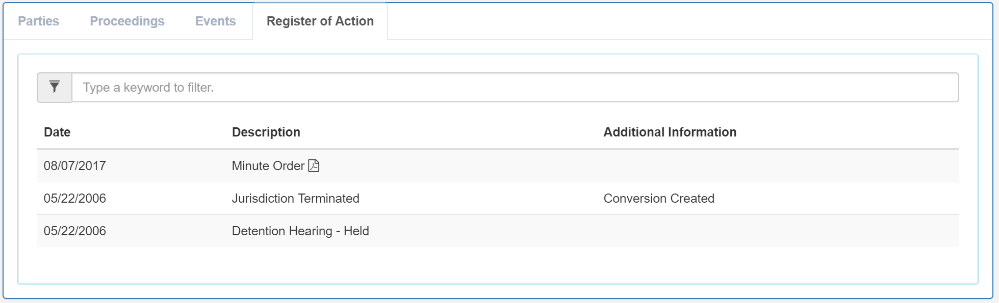 Parties Proceedings Events Register of Action
Type a keyword to filter.
Date Description Additional Information
08/07/2017 Minute Order
05/22/2006 Jurisdiction Terminated Conversion Created
05/22/2006 Detention Hearing - Held